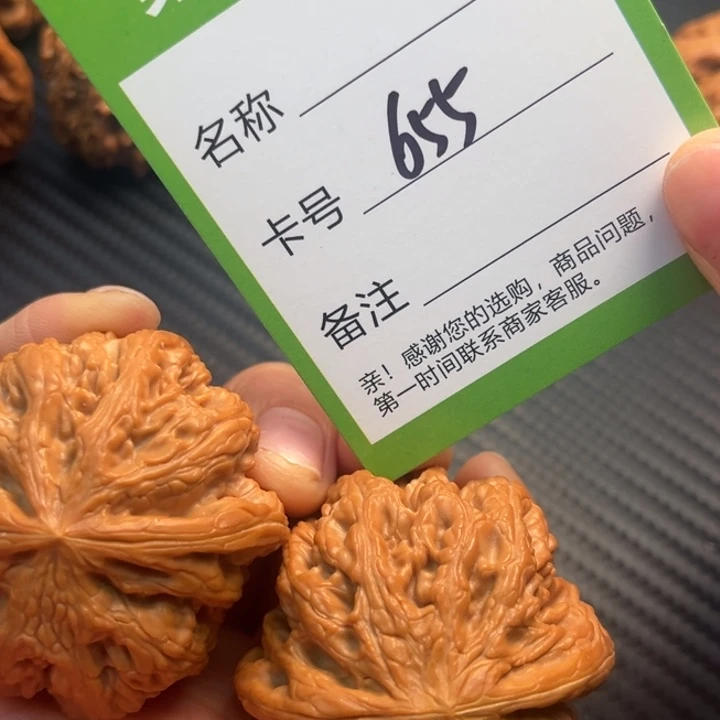 名称
卡号 655
备注
亲！感谢您的选购，商品问题，
第一时间联系商家客服。